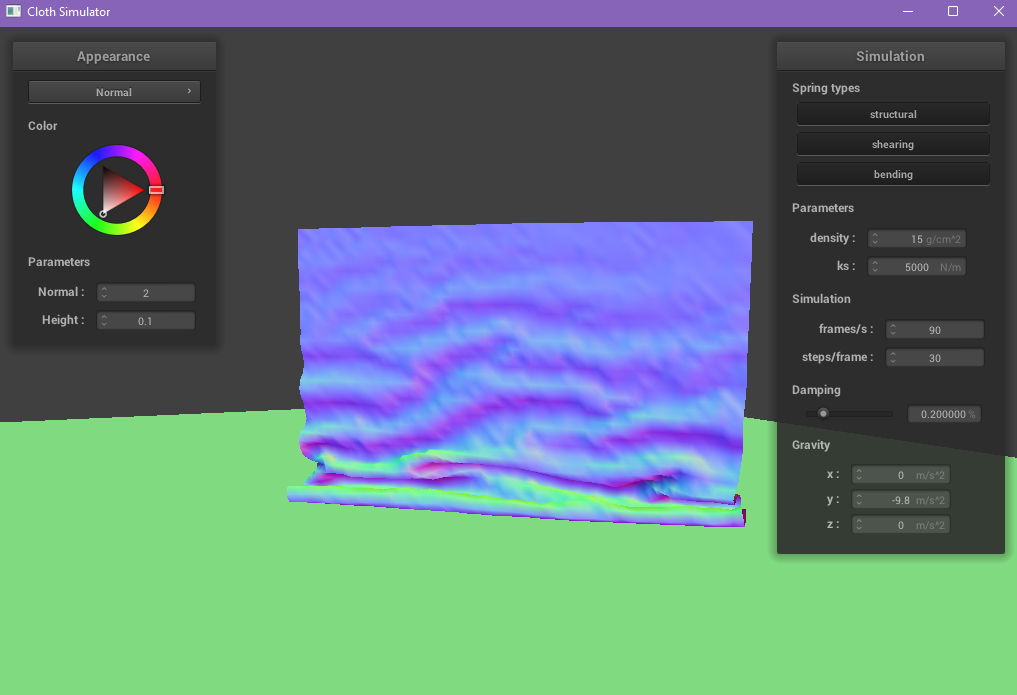 Cloth Simulator
Appearance
Normal
Color
Parameters
Normal : 2
Height : 0.1
Simulation
Spring types
structural
shearing
bending
Parameters
density : 15 g/cm^2
ks : 5000 N/m
Simulation
frames/s : 90
steps/frame : 30
Damping
0.200000 %
Gravity
x : 0 m/s^2
y : -9.8 m/s^2
z : 0 m/s^2